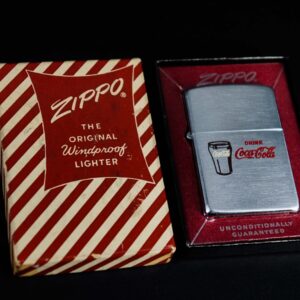 ZIPPO
THE
ORIGINAL
Windproof
LIGHTER
ZIPPO
DRINK
Coca-Cola
UNCONDITIONALLY
GUARANTEED